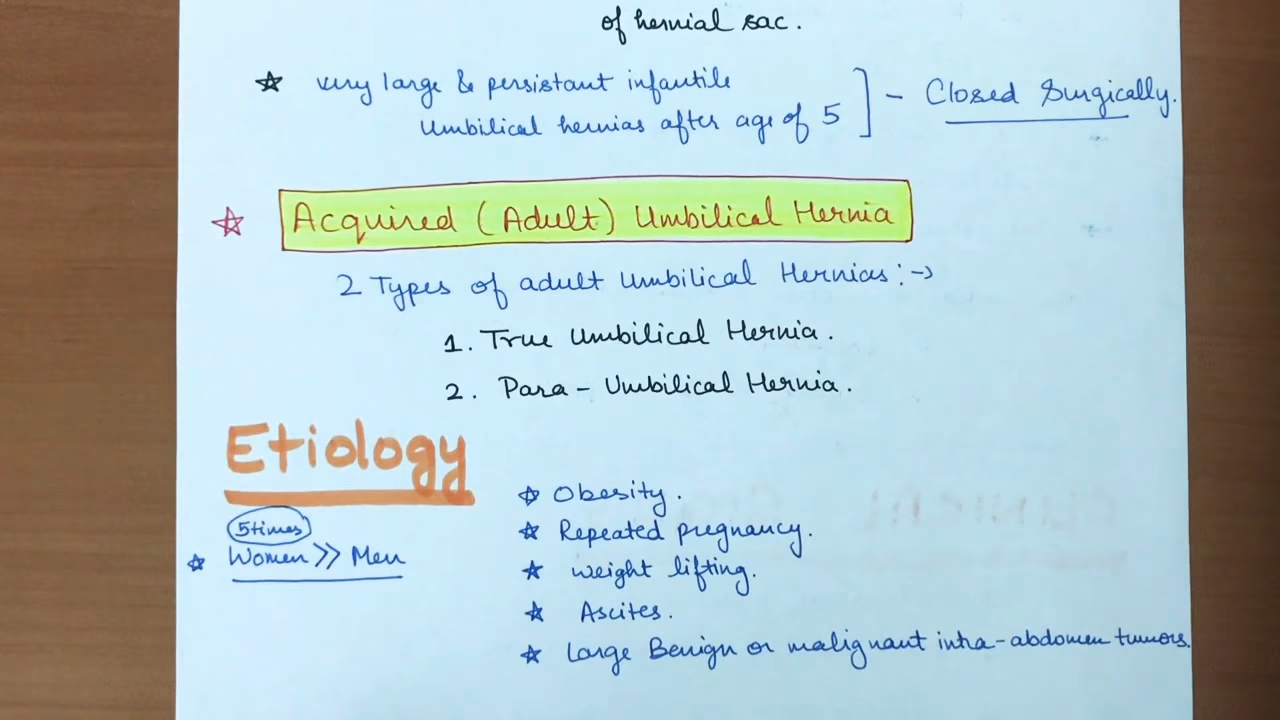 of hernial sac.
☆ very large & persistant infantile
umbilical hernias after age of 5 ] - Closed Surgically.
☆ Acquired (Adult) Umbilical Hernia
2 Types of adult Umbilical Hernias :->
1. True Umbilical Hernia.
2. Para - Umbilical Hernia.
Etiology
5times
☆ Women >> Men
☆ Obesity.
☆ Repeated pregnancy.
☆ weight lifting.
☆ Ascites.
☆ Large Benign or malignant intra-abdomen tumors.